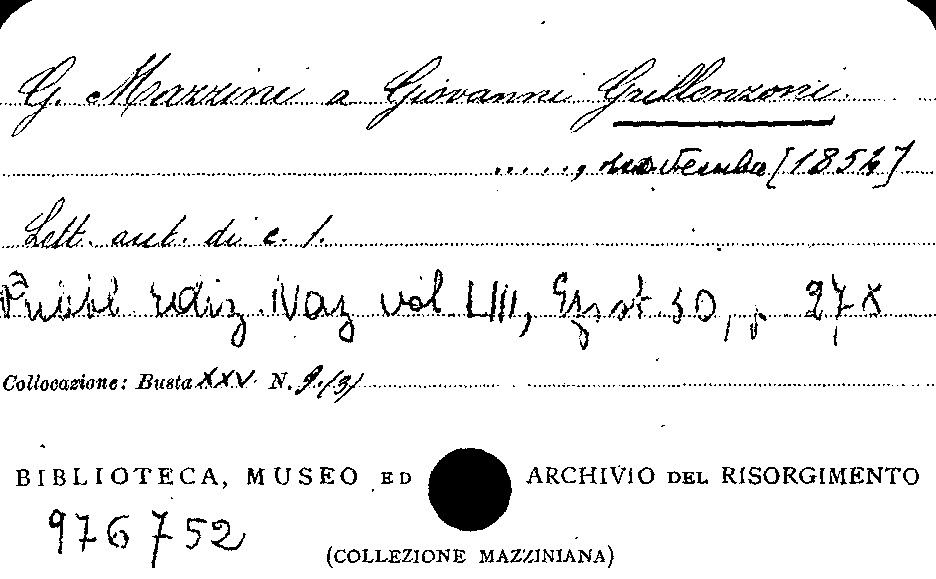 G. Mazzini a Giovanni Grillenzoni.
....., novembre [1854]
Lett. aut. di c. 1.
Pubbl ediz. Naz vol. LIII, Epist. 30, p. 278
Collocazione: Busta XXV. N. 9.(3)
BIBLIOTECA, MUSEO ED ARCHIVIO DEL RISORGIMENTO
976752
(COLLEZIONE MAZZINIANA)